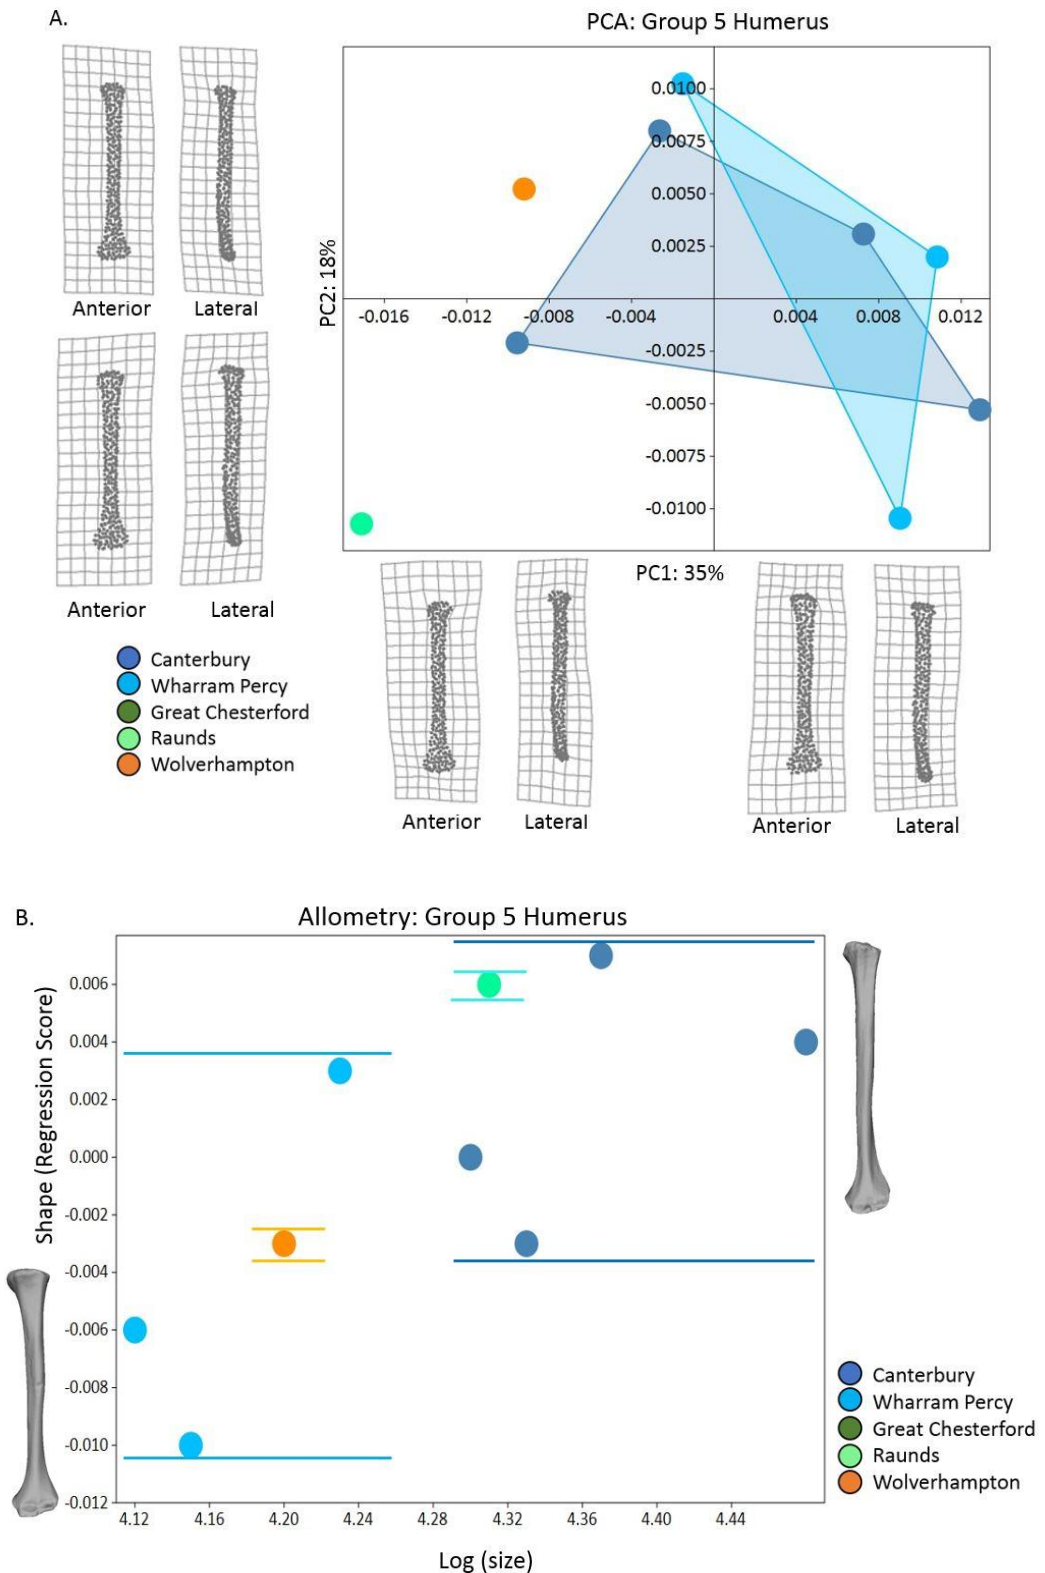 A.
PCA: Group 5 Humerus
Anterior Lateral
Anterior Lateral
PC2: 18%
0.0100
0.0075
0.0050
0.0025
-0.016 -0.012 -0.008 -0.004 0.004 0.008 0.012
-0.0025
-0.0050
-0.0075
-0.0100
PC1: 35%
Anterior Lateral
Anterior Lateral
Canterbury
Wharram Percy
Great Chesterford
Raunds
Wolverhampton
B.
Allometry: Group 5 Humerus
Shape (Regression Score)
0.006
0.004
0.002
0.000
-0.002
-0.004
-0.006
-0.008
-0.010
-0.012
4.12 4.16 4.20 4.24 4.28 4.32 4.36 4.40 4.44
Log (size)
Canterbury
Wharram Percy
Great Chesterford
Raunds
Wolverhampton